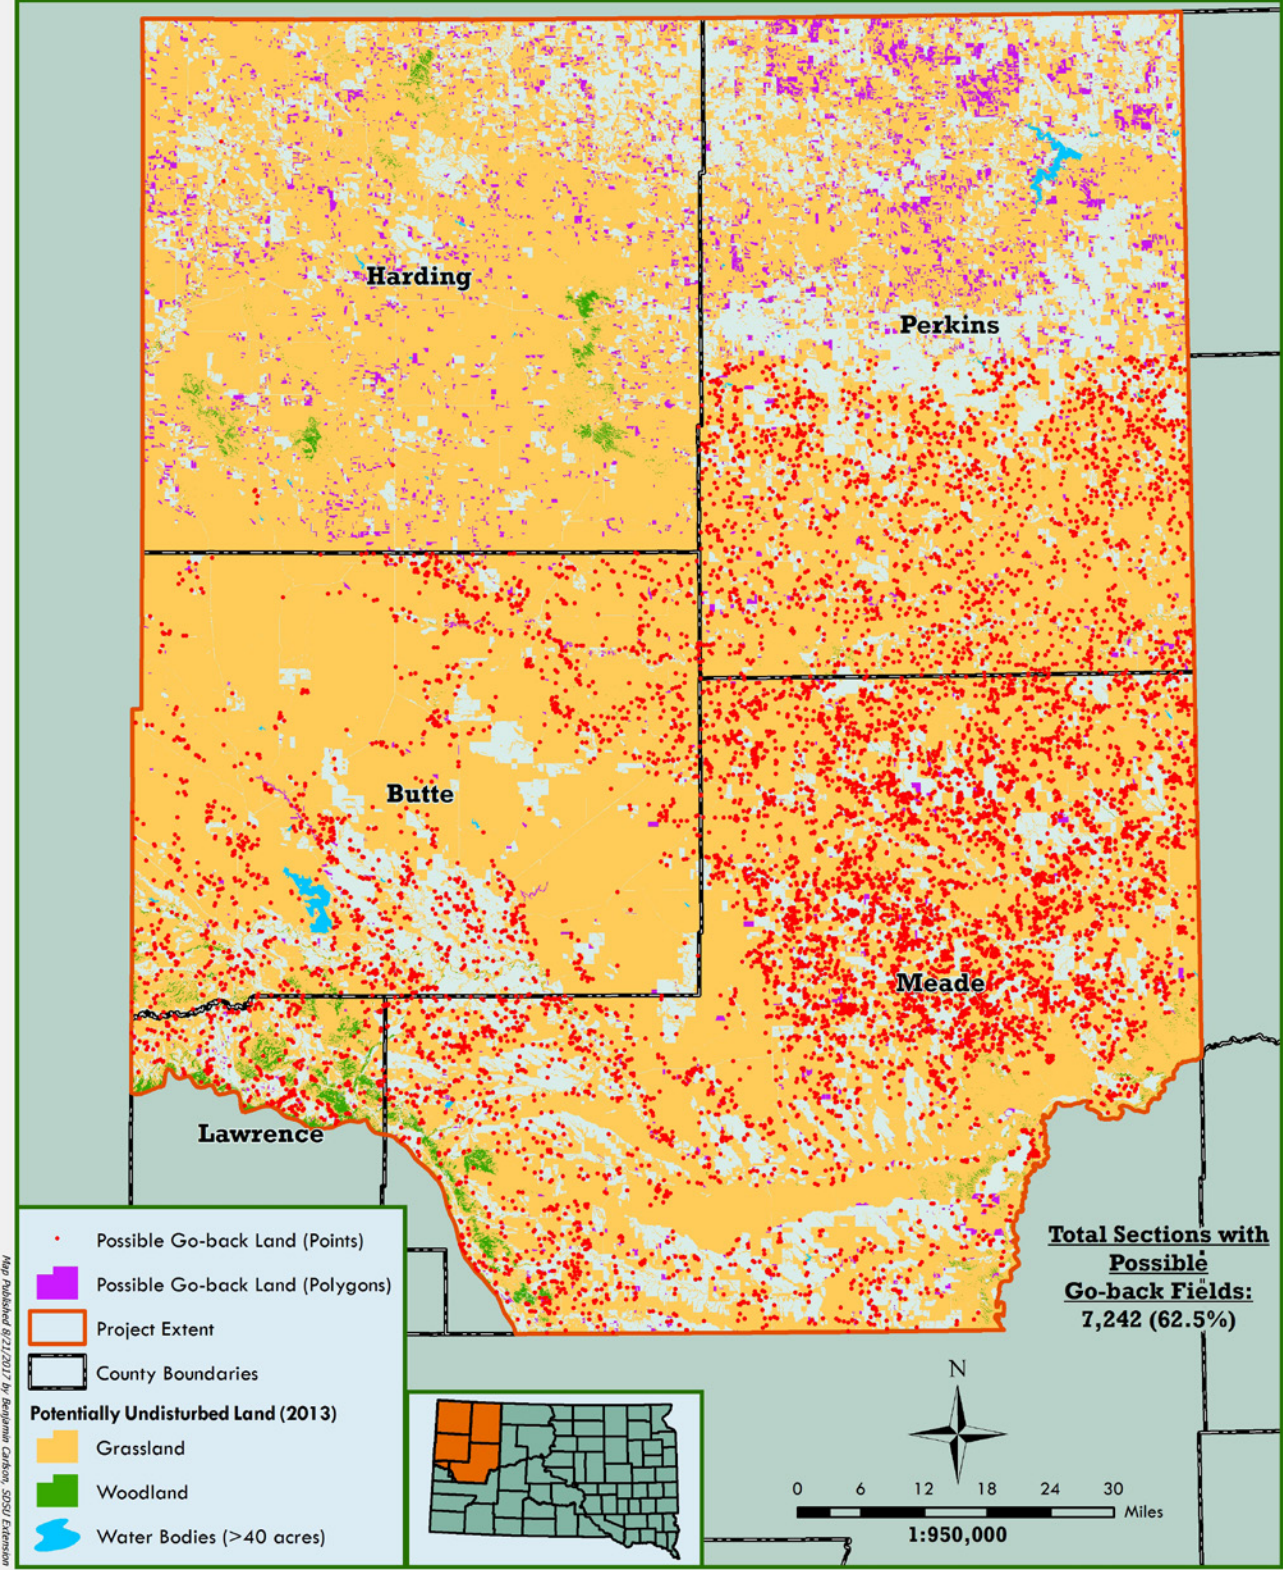 Harding
Perkins
Butte
Meade
Lawrence
Total Sections with
Possible
Go-back Fields:
7,242 (62.5%)
Possible Go-back Land (Points)
Possible Go-back Land (Polygons)
Project Extent
County Boundaries
Potentially Undisturbed Land (2013)
Grassland
Woodland
Water Bodies (>40 acres)
N
0 6 12 18 24 30
Miles
1:950,000
Map Published 8/21/2017 by Benjamin Carlson, SDSU Extension